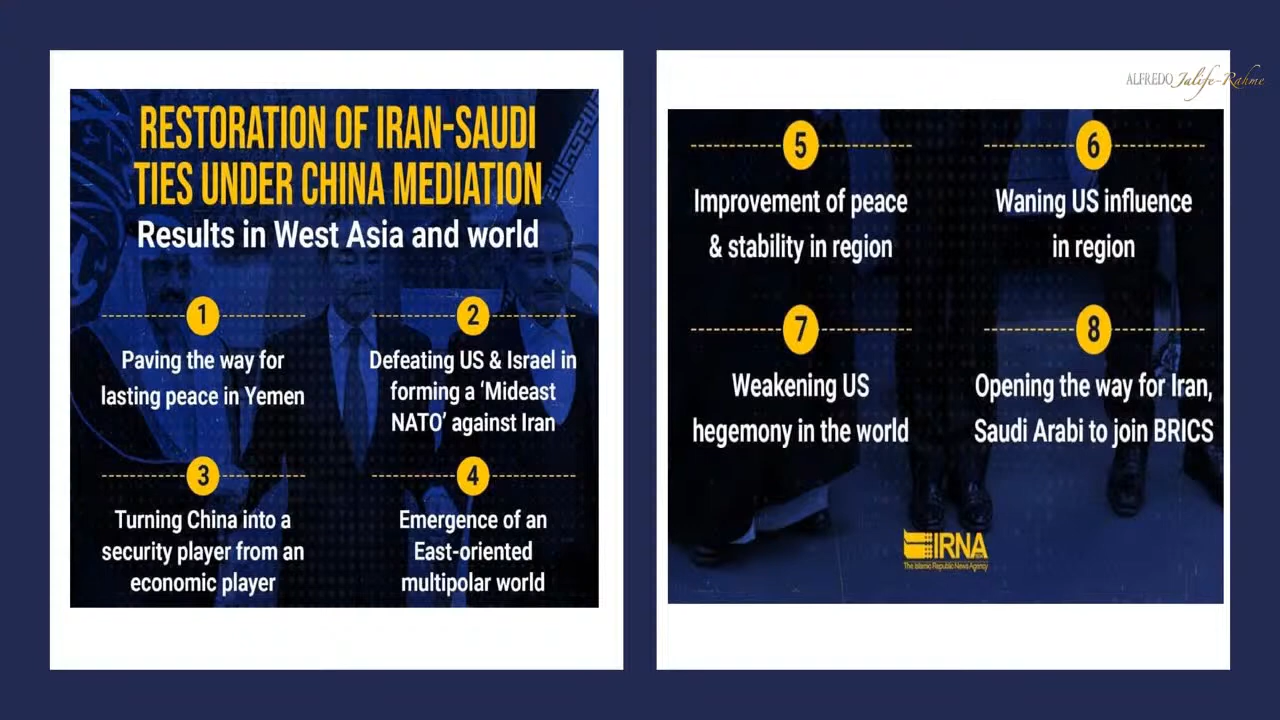 ALFREDO Jalife-Rahme
RESTORATION OF IRAN-SAUDI
TIES UNDER CHINA MEDIATION
Results in West Asia and world
1
Paving the way for
lasting peace in Yemen
2
Defeating US & Israel in
forming a ‘Mideast
NATO’ against Iran
3
Turning China into a
security player from an
economic player
4
Emergence of an
East-oriented
multipolar world
5
Improvement of peace
& stability in region
6
Waning US influence
in region
7
Weakening US
hegemony in the world
8
Opening the way for Iran,
Saudi Arabi to join BRICS
IRNA
The Islamic Republic News Agency